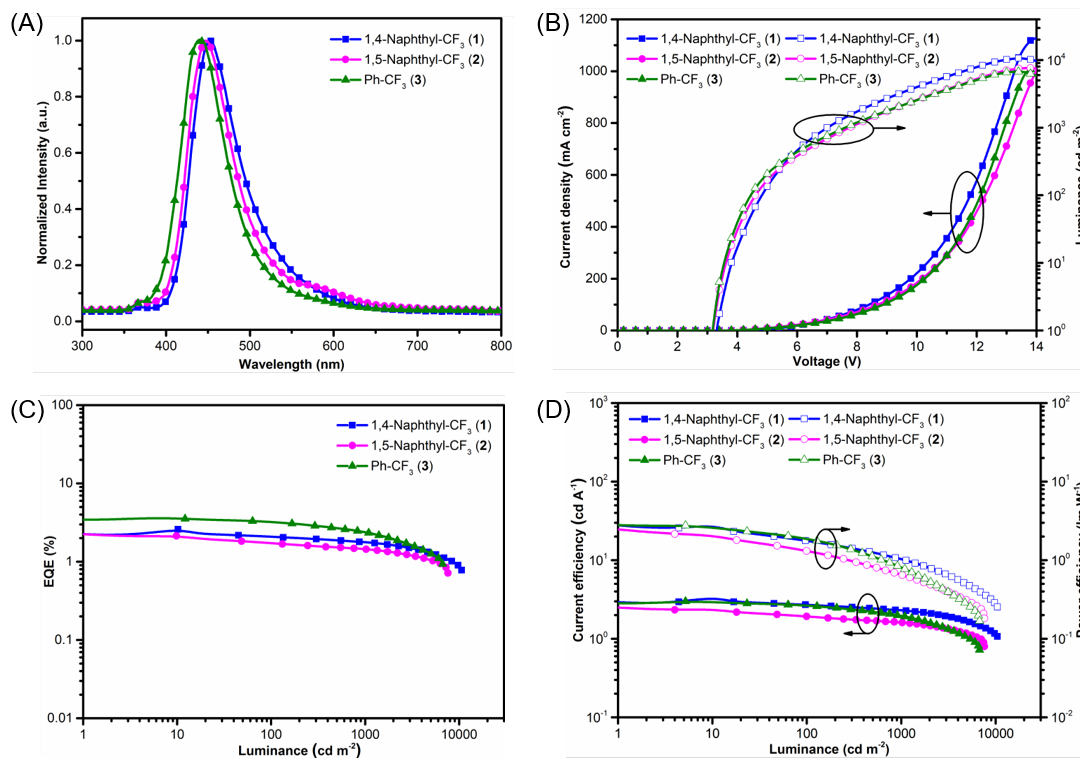 (A)
1,4-Naphthyl-CF3 (1)
1,5-Naphthyl-CF3 (2)
Ph-CF3 (3)
Normalized Intensity (a.u.)
1.0
0.8
0.6
0.4
0.2
0.0
300
400
500
600
700
800
Wavelength (nm)
(B)
1,4-Naphthyl-CF3 (1)
1,4-Naphthyl-CF3 (1)
1,5-Naphthyl-CF3 (2)
1,5-Naphthyl-CF3 (2)
Ph-CF3 (3)
Ph-CF3 (3)
Current density (mA cm-2)
1200
1000
800
600
400
200
0
0
2
4
6
8
10
12
14
Voltage (V)
10^4
10^3
10^2
10^1
10^0
(C)
1,4-Naphthyl-CF3 (1)
1,5-Naphthyl-CF3 (2)
Ph-CF3 (3)
EQE (%)
100
10
1
0.1
0.01
1
10
100
1000
10000
Luminance (cd m-2)
(D)
1,4-Naphthyl-CF3 (1)
1,4-Naphthyl-CF3 (1)
1,5-Naphthyl-CF3 (2)
1,5-Naphthyl-CF3 (2)
Ph-CF3 (3)
Ph-CF3 (3)
Current efficiency (cd A-1)
10^3
10^2
10^1
10^0
10^-1
1
10
100
1000
10000
Luminance (cd m-2)
10^2
10^1
10^0
10^-1
10^-2